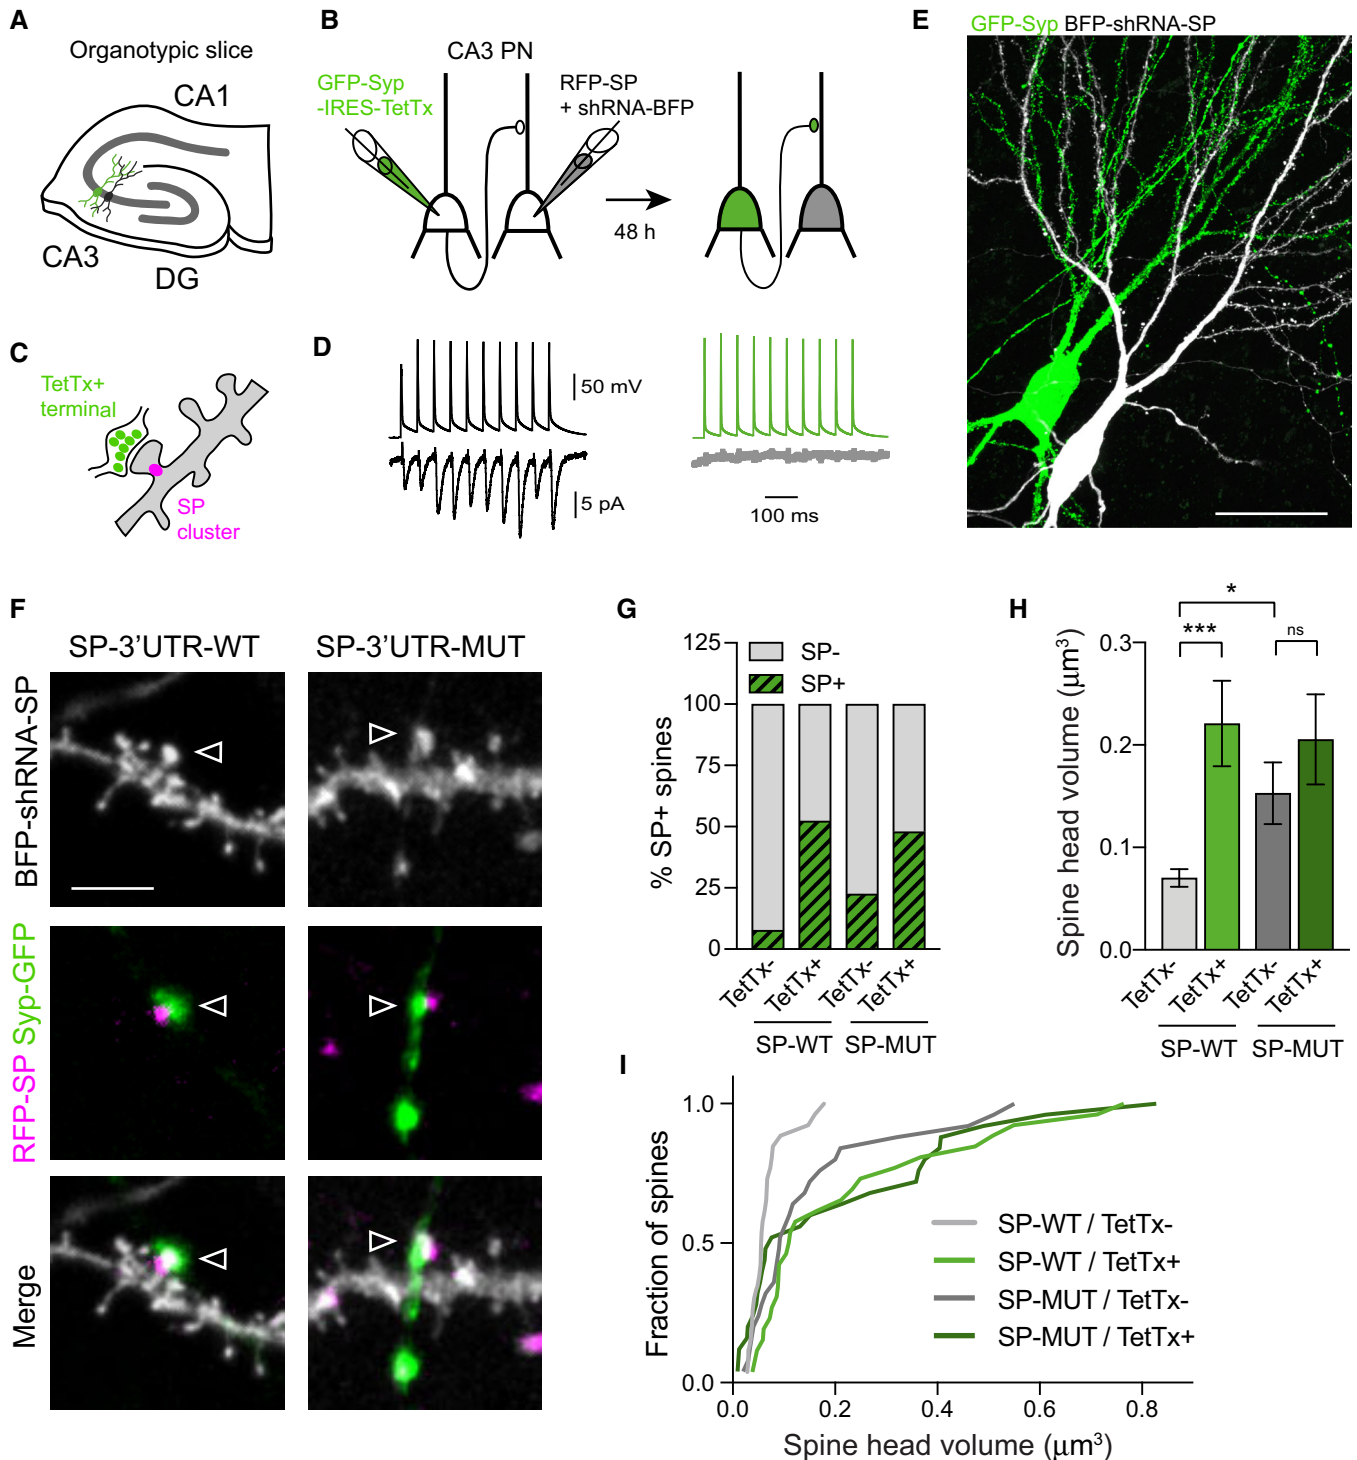 A
Organotypic slice
CA1
CA3
DG
B
CA3 PN
GFP-Syp
-IRES-TetTx
RFP-SP
+ shRNA-BFP
48 h
C
TetTx+
terminal
SP
cluster
D
50 mV
5 pA
100 ms
E
GFP-Syp BFP-shRNA-SP
F
SP-3'UTR-WT
SP-3'UTR-MUT
BFP-shRNA-SP
RFP-SP Syp-GFP
Merge
G
125
100
75
50
25
0
% SP+ spines
SP-
SP+
TetTx-
TetTx+
TetTx-
TetTx+
SP-WT
SP-MUT
H
*
***
ns
0.3
0.2
0.1
0.0
Spine head volume (μm³)
TetTx-
TetTx+
TetTx-
TetTx+
SP-WT
SP-MUT
I
1.0
0.5
0.0
Fraction of spines
SP-WT / TetTx-
SP-WT / TetTx+
SP-MUT / TetTx-
SP-MUT / TetTx+
0.0
0.2
0.4
0.6
0.8
Spine head volume (μm³)